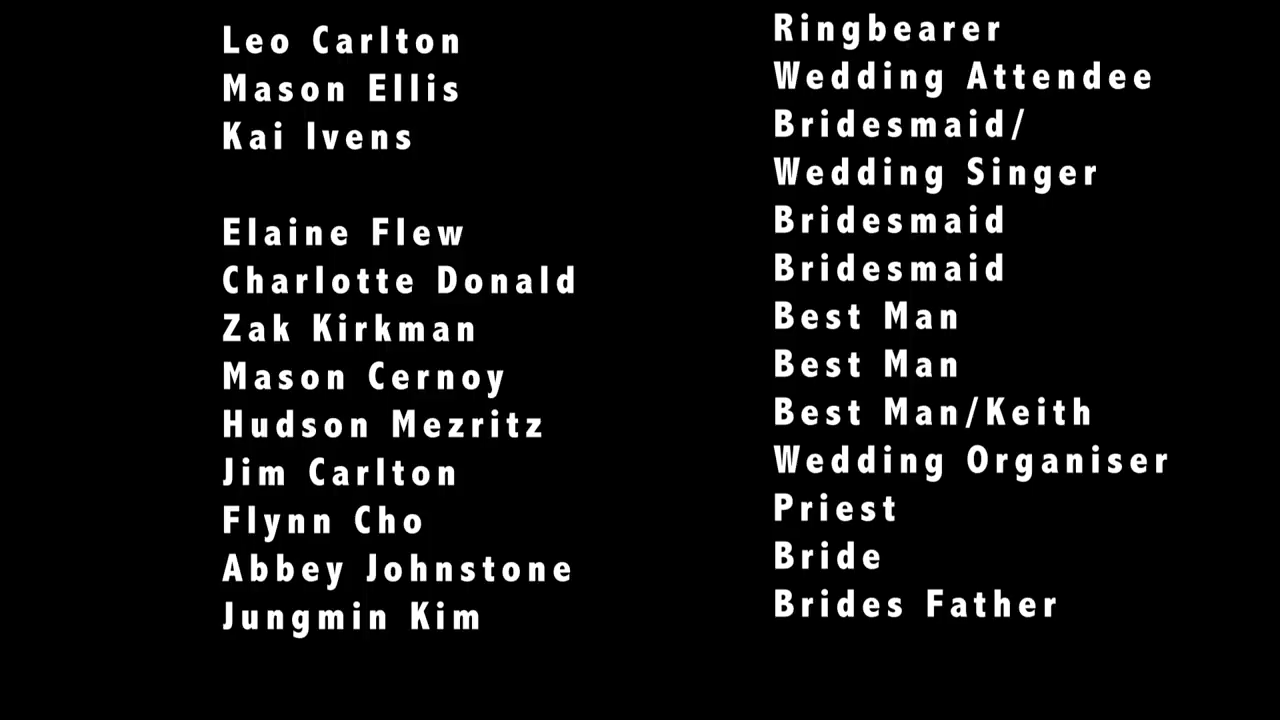 Leo Carlton
Mason Ellis
Kai Ivens
Elaine Flew
Charlotte Donald
Zak Kirkman
Mason Cernoy
Hudson Mezritz
Jim Carlton
Flynn Cho
Abbey Johnstone
Jungmin Kim
Ringbearer
Wedding Attendee
Bridesmaid/
Wedding Singer
Bridesmaid
Bridesmaid
Best Man
Best Man
Best Man/Keith
Wedding Organiser
Priest
Bride
Brides Father